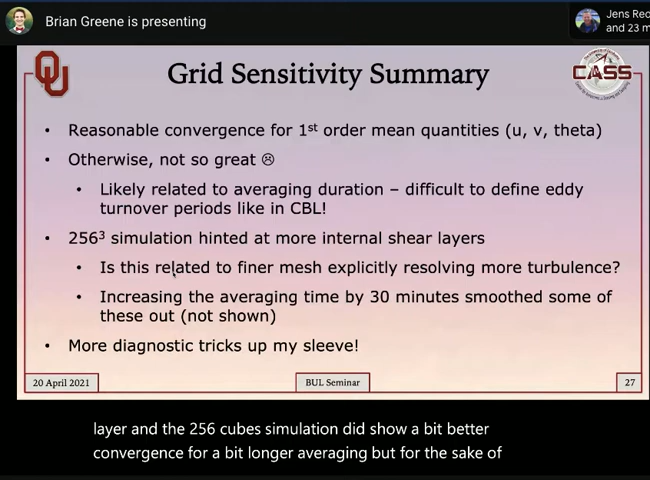 Brian Greene is presenting
Jens Red
and 23 m
OU
Grid Sensitivity Summary
CASS
• Reasonable convergence for 1st order mean quantities (u, v, theta)
• Otherwise, not so great ☹
• Likely related to averaging duration – difficult to define eddy
turnover periods like in CBL!
• 256³ simulation hinted at more internal shear layers
• Is this related to finer mesh explicitly resolving more turbulence?
• Increasing the averaging time by 30 minutes smoothed some of
these out (not shown)
• More diagnostic tricks up my sleeve!
20 April 2021
BUL Seminar
27
layer and the 256 cubes simulation did show a bit better
convergence for a bit longer averaging but for the sake of